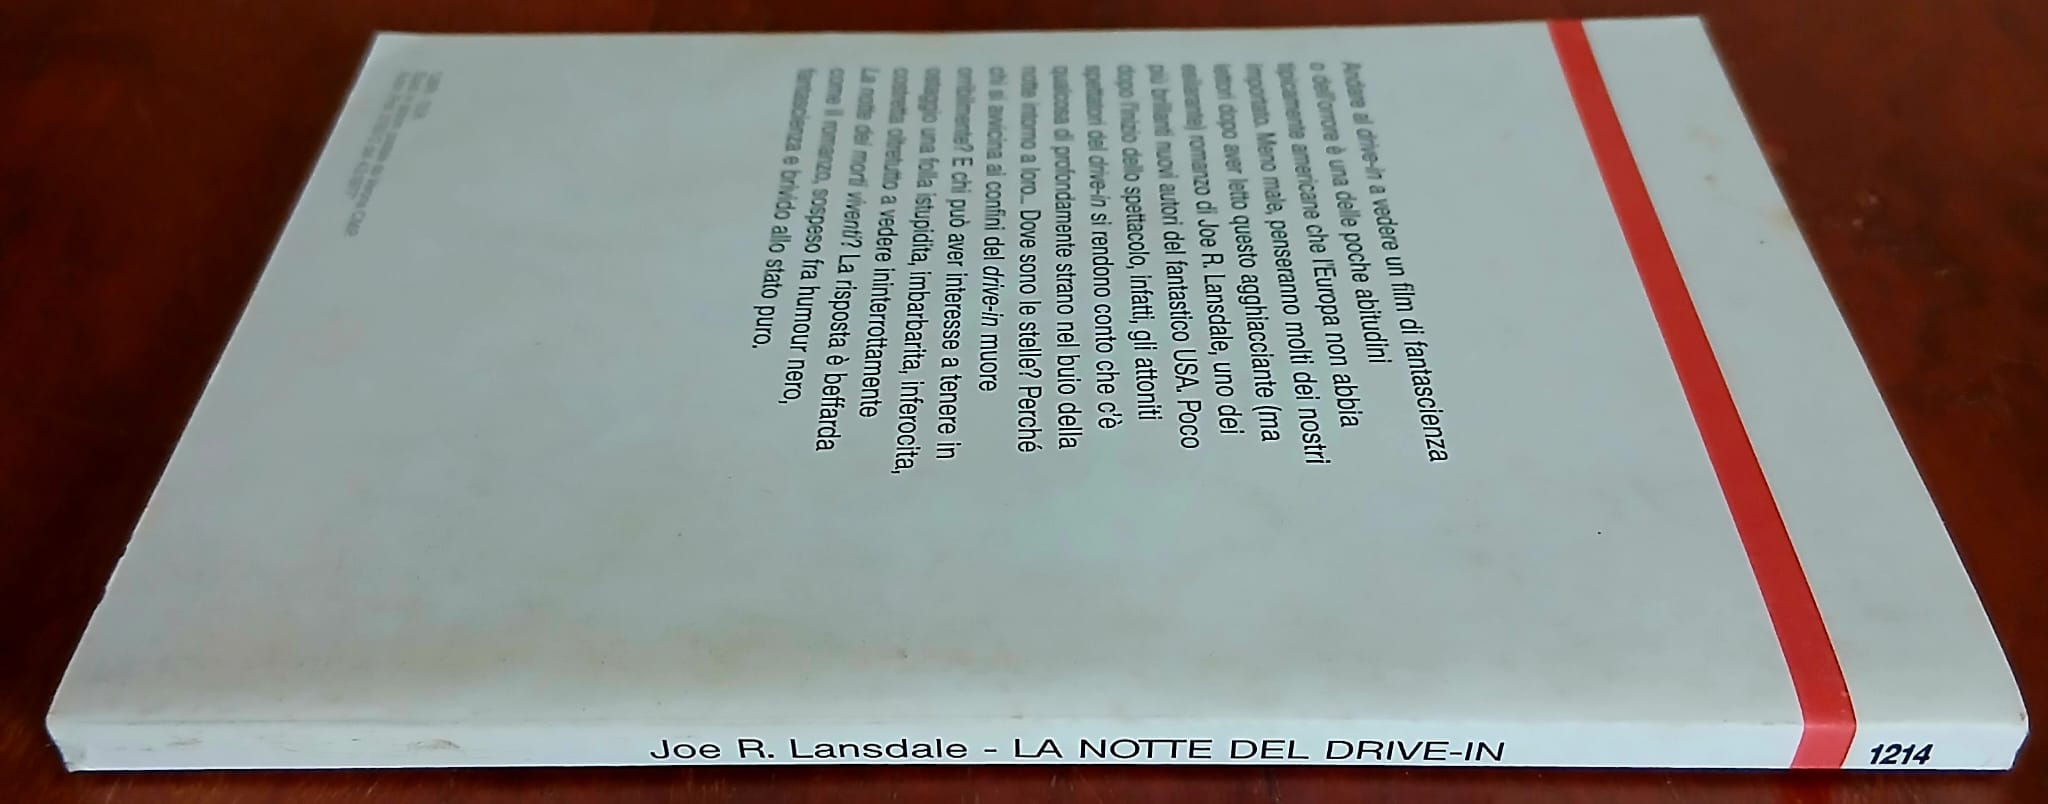 Andare al drive-in a vedere un film di fantascienza
o dell'orrore è una delle poche abitudini
tipicamente americane che l'Europa non abbia
importato. Meno male, penseranno molti dei nostri
lettori dopo aver letto questo agghiacciante (ma
esilarante) romanzo di Joe R. Lansdale, uno dei
più brillanti nuovi autori del fantastico USA. Poco
dopo l'inizio dello spettacolo, infatti, gli attoniti
spettatori del drive-in si rendono conto che c'è
qualcosa di profondamente strano nel buio della
notte intorno a loro... Dove sono le stelle? Perché
chi si avvicina ai confini del drive-in muore
orribilmente? E chi può aver interesse a tenere in
ostaggio una folla istupidita, imbarbarita, inferocita,
costretta oltretutto a vedere ininterrottamente
La notte dei morti viventi? La risposta è beffarda
come il romanzo, sospeso fra humour nero,
fantascienza e brivido allo stato puro.
Joe R. Lansdale - LA NOTTE DEL DRIVE-IN
1214